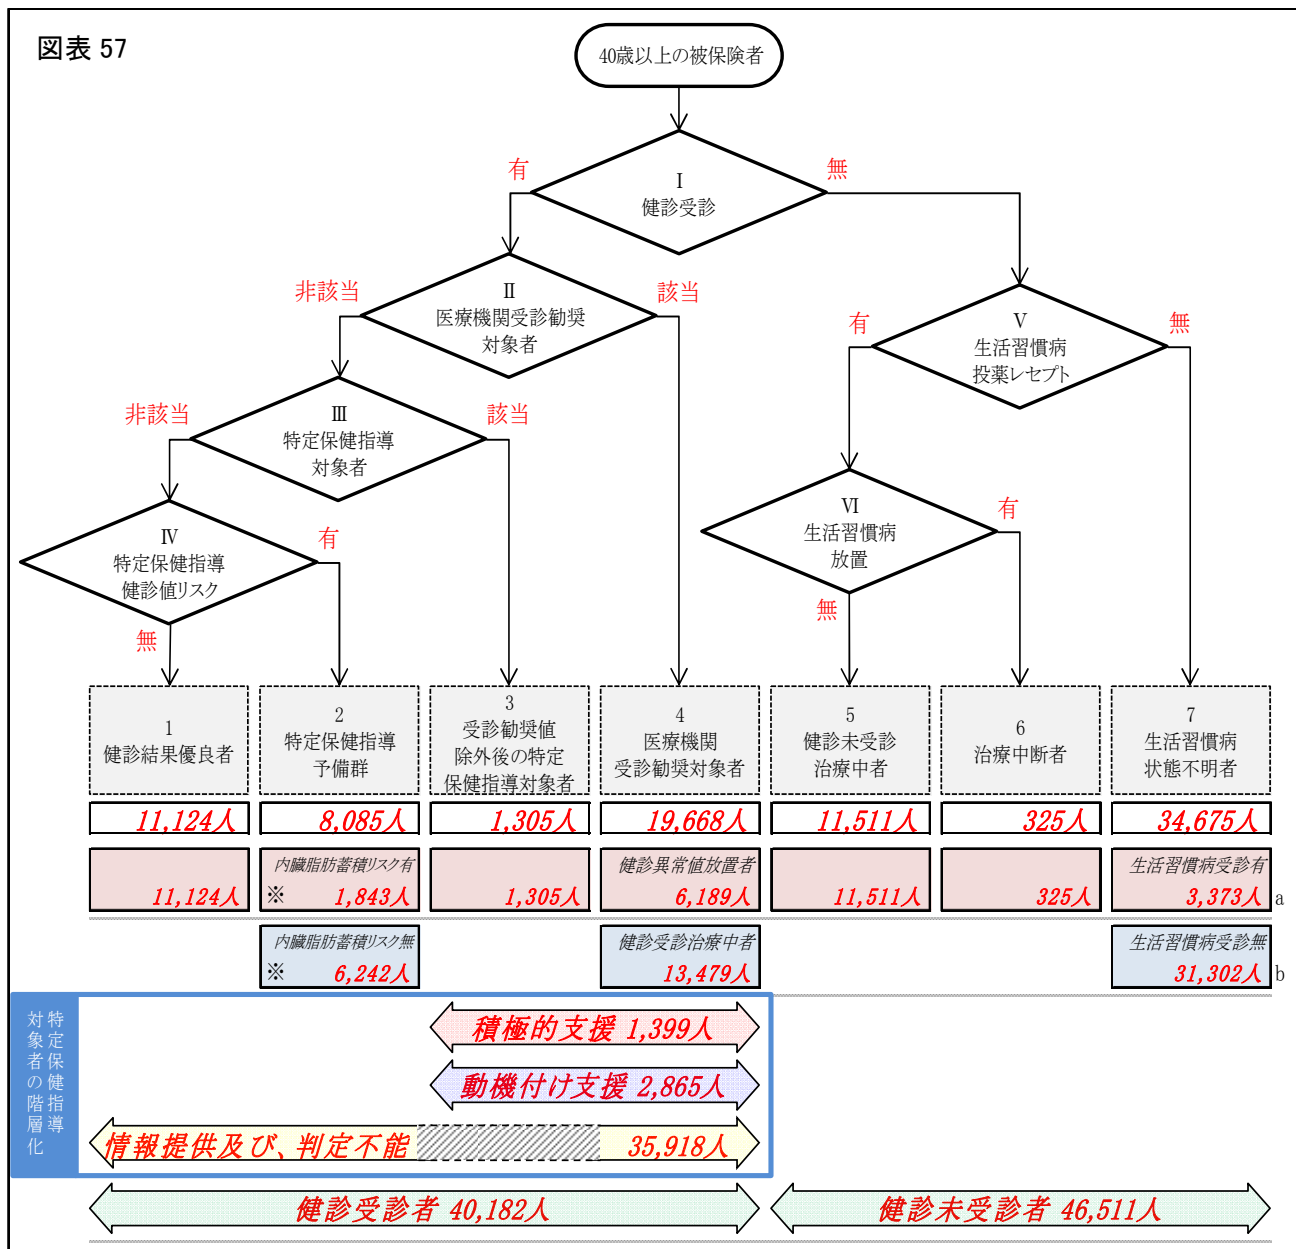 図表 57
40歳以上の被保険者
有
無
Ⅰ
健診受診
非該当
該当
Ⅱ
医療機関受診勧奨
対象者
有
無
Ⅴ
生活習慣病
投薬レセプト
非該当
該当
Ⅲ
特定保健指導
対象者
有
Ⅳ
特定保健指導
健診値リスク
無
有
Ⅵ
生活習慣病
放置
無
1
健診結果優良者
2
特定保健指導
予備群
3
受診勧奨値
除外後の特定
保健指導対象者
4
医療機関
受診勧奨対象者
5
健診未受診
治療中者
6
治療中断者
7
生活習慣病
状態不明者
11,124人
8,085人
1,305人
19,668人
11,511人
325人
34,675人
11,124人
内臓脂肪蓄積リスク有
※ 1,843人
1,305人
健診異常値放置者
6,189人
11,511人
325人
生活習慣病受診有
3,373人
a
内臓脂肪蓄積リスク無
※ 6,242人
健診受診治療中者
13,479人
生活習慣病受診無
31,302人
b
特定保健指導
対象者の階層化
積極的支援 1,399人
動機付け支援 2,865人
情報提供及び、判定不能 35,918人
健診受診者 40,182人
健診未受診者 46,511人